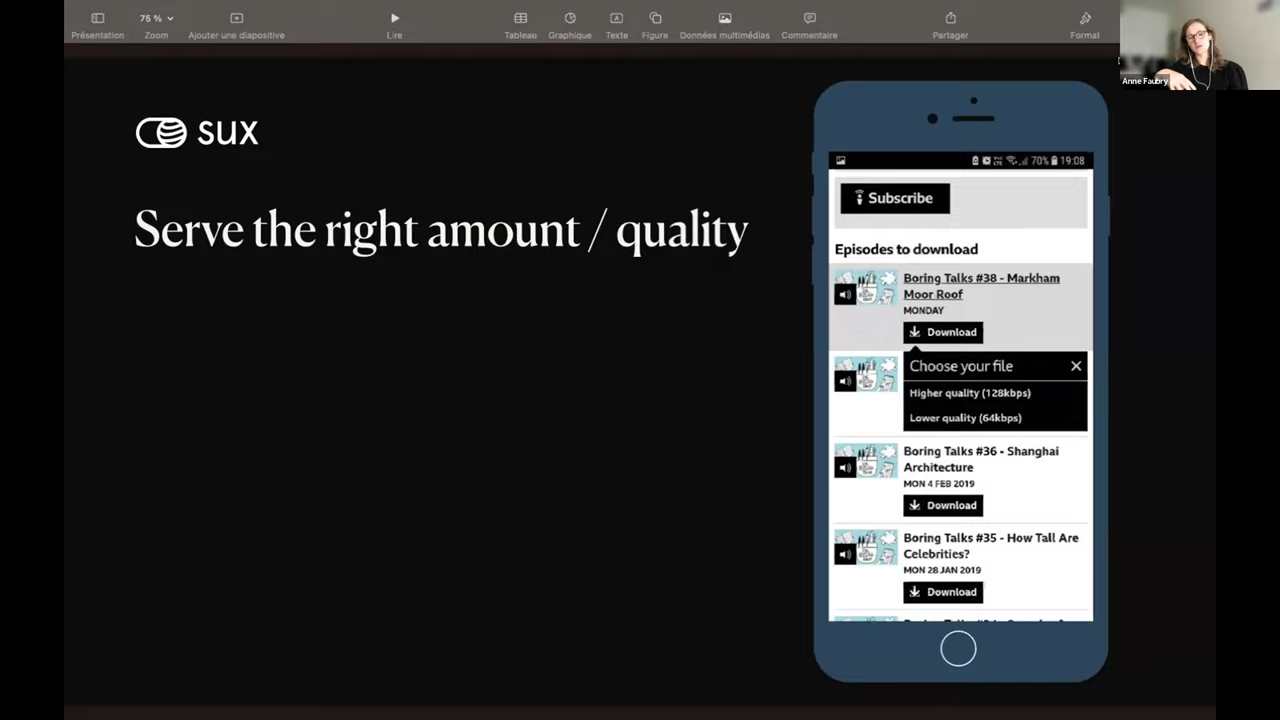 75 %
Présentation
Zoom
Ajouter une diapositive
Lire
Tableau
Graphique
Texte
Figure
Données multimédias
Commentaire
Partager
Format
Anne Faubry
sux
Serve the right amount / quality
70% 19:08
Subscribe
Episodes to download
Boring Talks #38 - Markham
Moor Roof
MONDAY
Download
Choose your file
Higher quality (128kbps)
Lower quality (64kbps)
Boring Talks #36 - Shanghai
Architecture
MON 4 FEB 2019
Download
Boring Talks #35 - How Tall Are
Celebrities?
MON 28 JAN 2019
Download